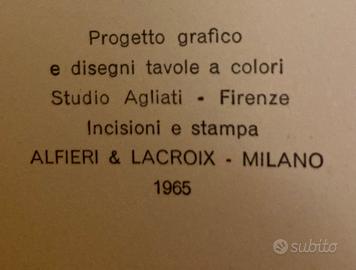 Progetto grafico
e disegni tavole a colori
Studio Agliati - Firenze
Incisioni e stampa
ALFIERI & LACROIX - MILANO
1965
subito